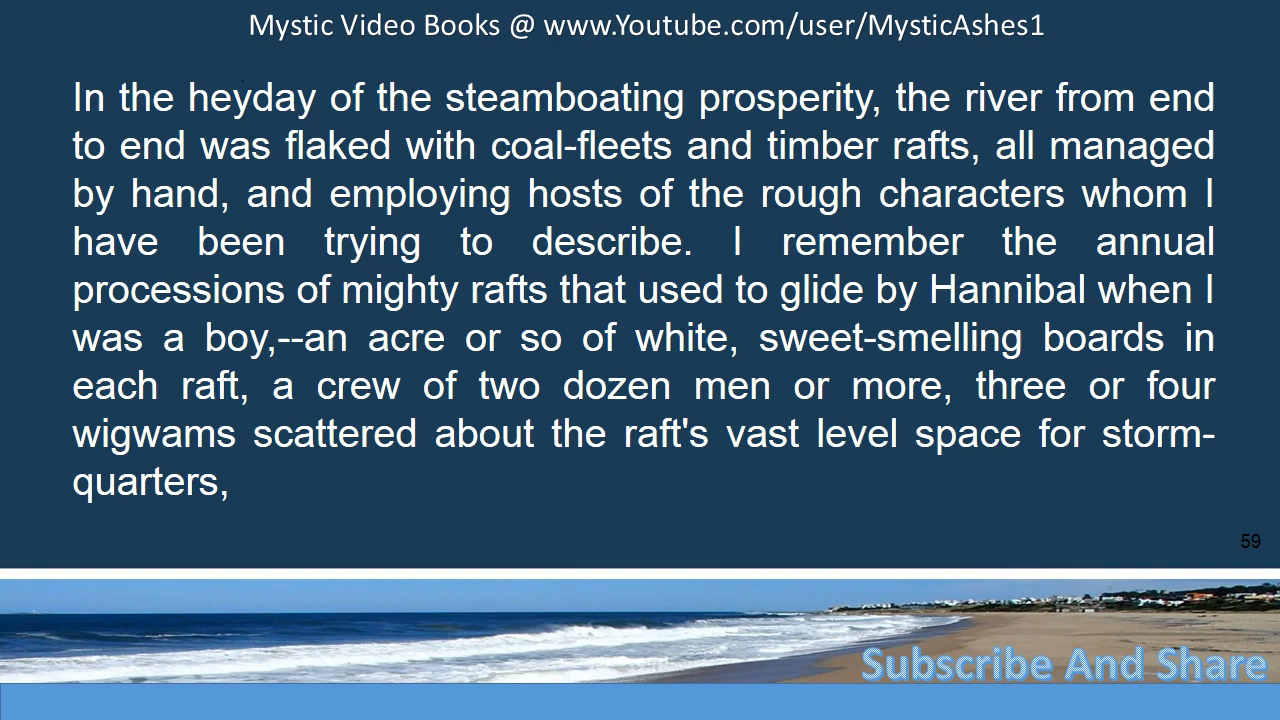 Mystic Video Books @ www.Youtube.com/user/MysticAshes1
In the heyday of the steamboating prosperity, the river from end
to end was flaked with coal-fleets and timber rafts, all managed
by hand, and employing hosts of the rough characters whom I
have been trying to describe. I remember the annual
processions of mighty rafts that used to glide by Hannibal when I
was a boy,--an acre or so of white, sweet-smelling boards in
each raft, a crew of two dozen men or more, three or four
wigwams scattered about the raft's vast level space for storm-
quarters,
59
Subscribe And Share